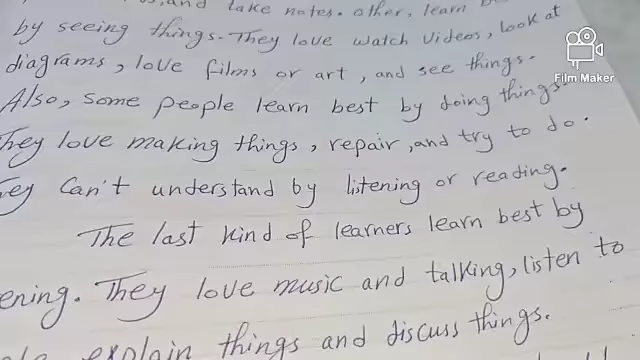 and take notes. other, learn
by seeing things. They love watch videos, look at
diagrams, love films or art, and see things.
Also, some people learn best by doing things.
They love making things, repair, and try to do.
Can't understand by listening or reading.
The last kind of learners learn best by
ening. They love music and talking, listen to
explain things and discuss things.
Film Maker